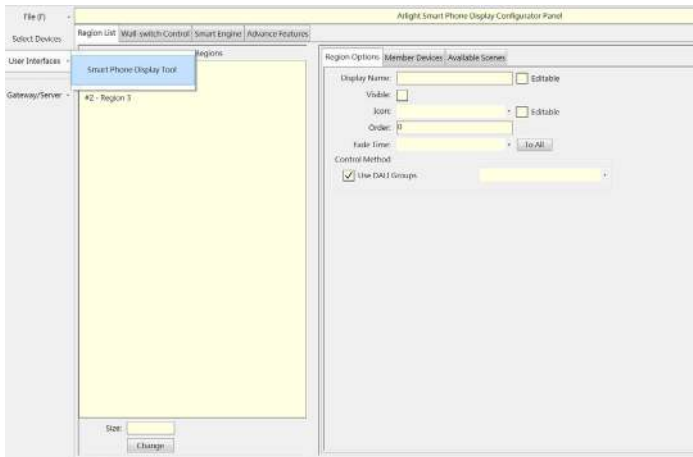 File (F)
Arlight Smart Phone Display Configurator Panel
Select Devices
Region List Wall-switch Control Smart Engine Advance Features
User Interfaces
Smart Phone Display Tool
Regions
Region Options Member Devices Available Scenes
Gateway/Server
#2 - Region 3
Display Name: Editable
Visible:
Icon: Editable
Order: 0
Fade Time: To All
Control Method
Use DALI Groups
Size:
Change